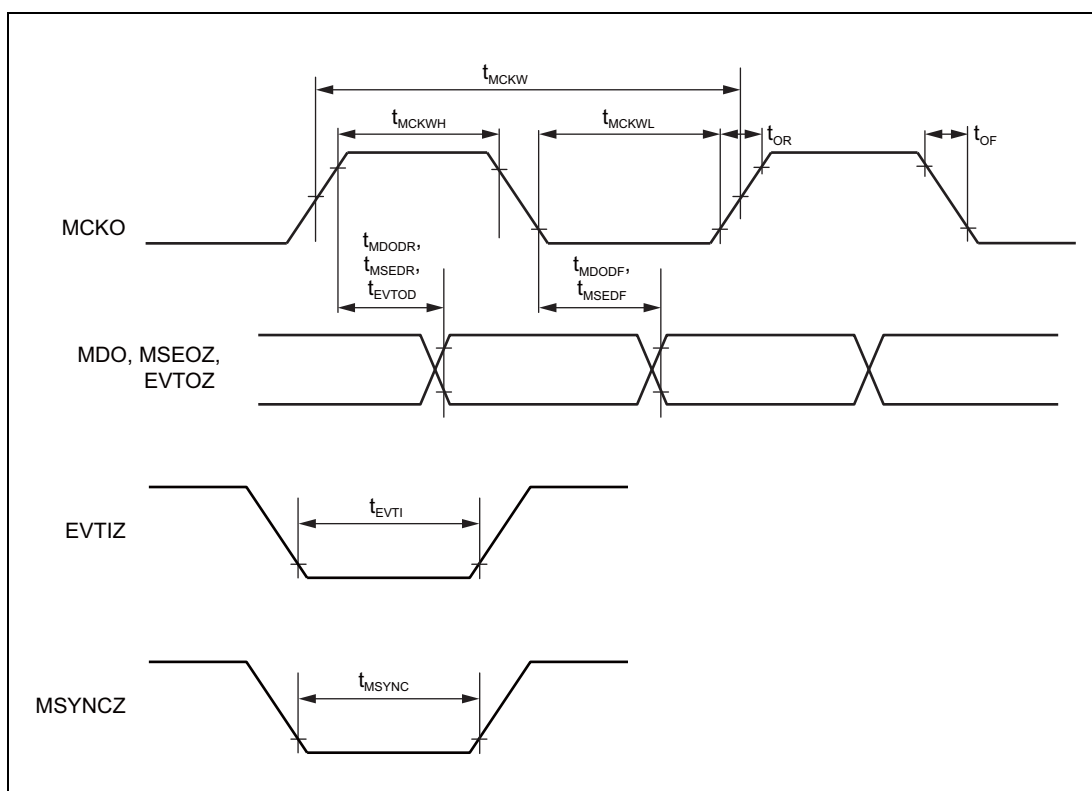 tMCKW
tMCKWH
tMCKWL
tOR
tOF
MCKO
tMDODR,
tMSEDR,
tEVTOD
tMDODF,
tMSEDF
MDO, MSEOZ,
EVTOZ
EVTIZ
tEVTI
MSYNCZ
tMSYNC